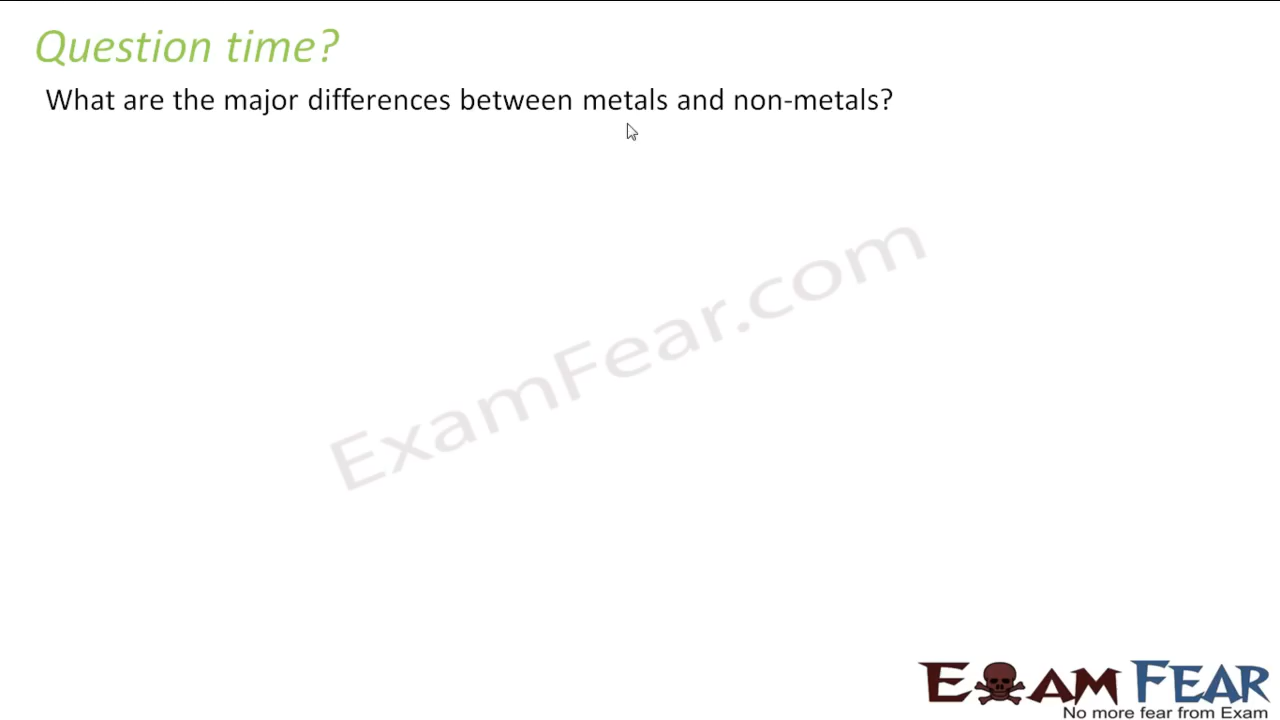 Question time?
What are the major differences between metals and non-metals?
ExamFear.com
EXAM FEAR
No more fear from Exam